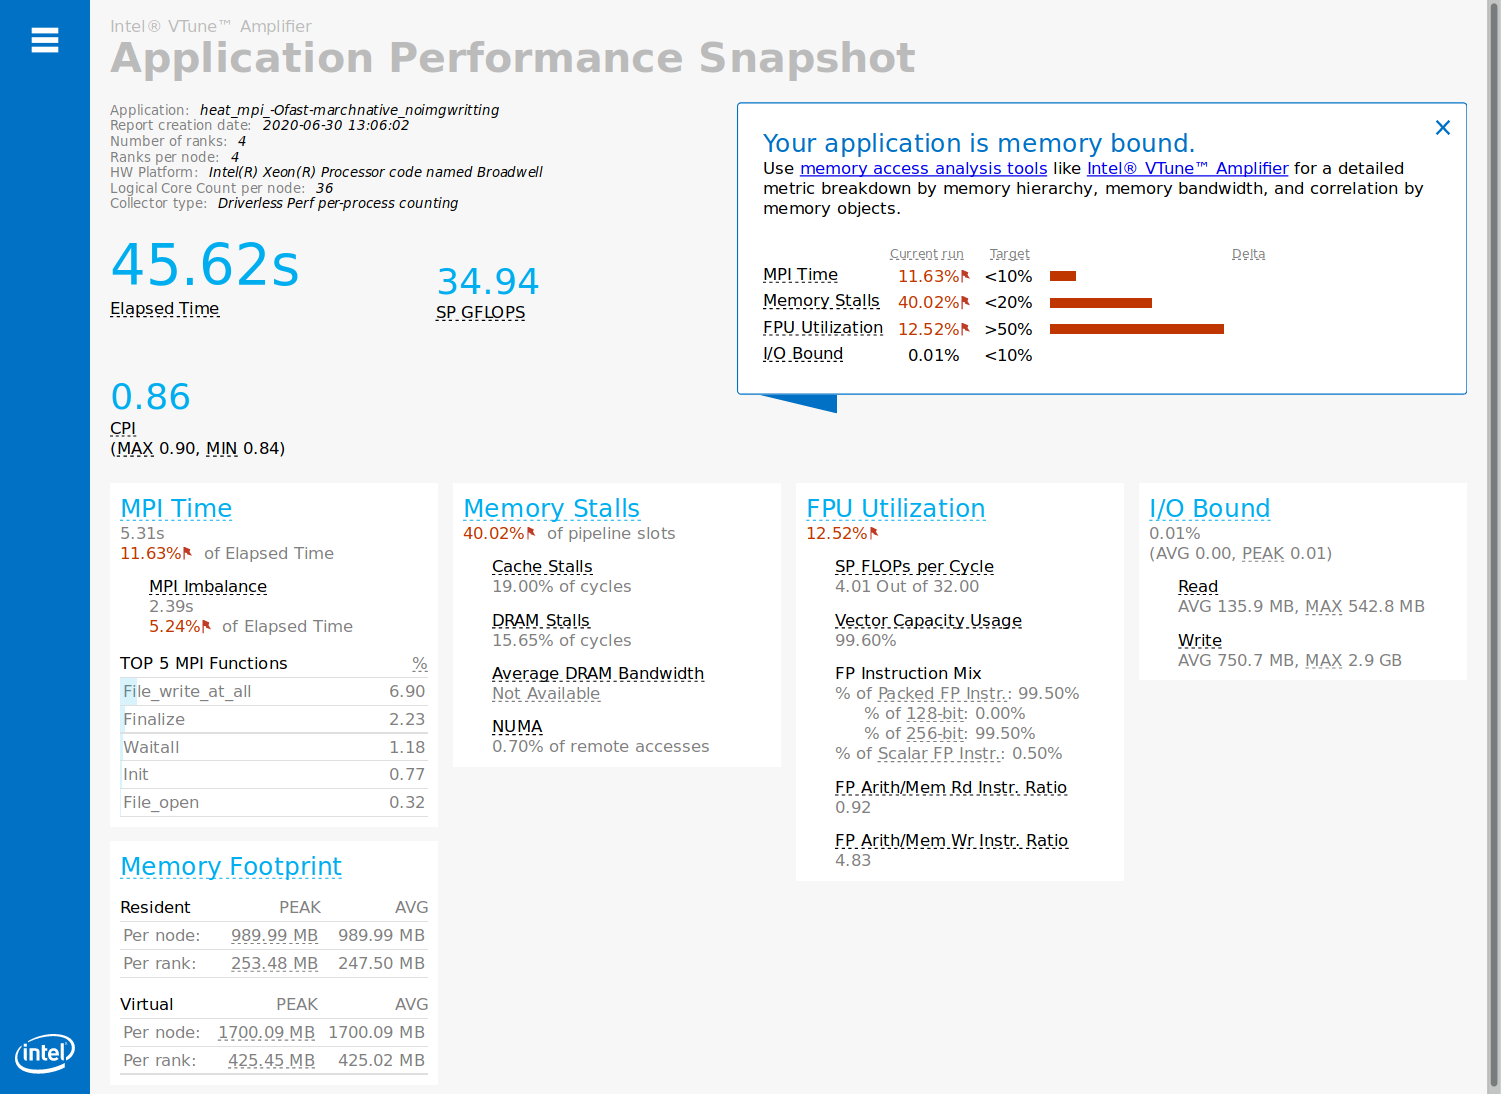 Intel® VTune™ Amplifier
Application Performance Snapshot
Application: heat_mpi_-Ofast-marchnative_noimgwritting
Report creation date: 2020-06-30 13:06:02
Number of ranks: 4
Ranks per node: 4
HW Platform: Intel(R) Xeon(R) Processor code named Broadwell
Logical Core Count per node: 36
Collector type: Driverless Perf per-process counting
45.62s
Elapsed Time
34.94
SP GFLOPS
0.86
CPI
(MAX 0.90, MIN 0.84)
Your application is memory bound.
Use memory access analysis tools like Intel® VTune™ Amplifier for a detailed
metric breakdown by memory hierarchy, memory bandwidth, and correlation by
memory objects.
Current run Target Delta
MPI Time 11.63% <10%
Memory Stalls 40.02% <20%
FPU Utilization 12.52% >50%
I/O Bound 0.01% <10%
MPI Time
5.31s
11.63% of Elapsed Time
MPI Imbalance
2.39s
5.24% of Elapsed Time
TOP 5 MPI Functions %
File_write_at_all 6.90
Finalize 2.23
Waitall 1.18
Init 0.77
File_open 0.32
Memory Footprint
Resident PEAK AVG
Per node: 989.99 MB 989.99 MB
Per rank: 253.48 MB 247.50 MB
Virtual PEAK AVG
Per node: 1700.09 MB 1700.09 MB
Per rank: 425.45 MB 425.02 MB
Memory Stalls
40.02% of pipeline slots
Cache Stalls
19.00% of cycles
DRAM Stalls
15.65% of cycles
Average DRAM Bandwidth
Not Available
NUMA
0.70% of remote accesses
FPU Utilization
12.52%
SP FLOPs per Cycle
4.01 Out of 32.00
Vector Capacity Usage
99.60%
FP Instruction Mix
% of Packed FP Instr.: 99.50%
% of 128-bit: 0.00%
% of 256-bit: 99.50%
% of Scalar FP Instr.: 0.50%
FP Arith/Mem Rd Instr. Ratio
0.92
FP Arith/Mem Wr Instr. Ratio
4.83
I/O Bound
0.01%
(AVG 0.00, PEAK 0.01)
Read
AVG 135.9 MB, MAX 542.8 MB
Write
AVG 750.7 MB, MAX 2.9 GB
intel